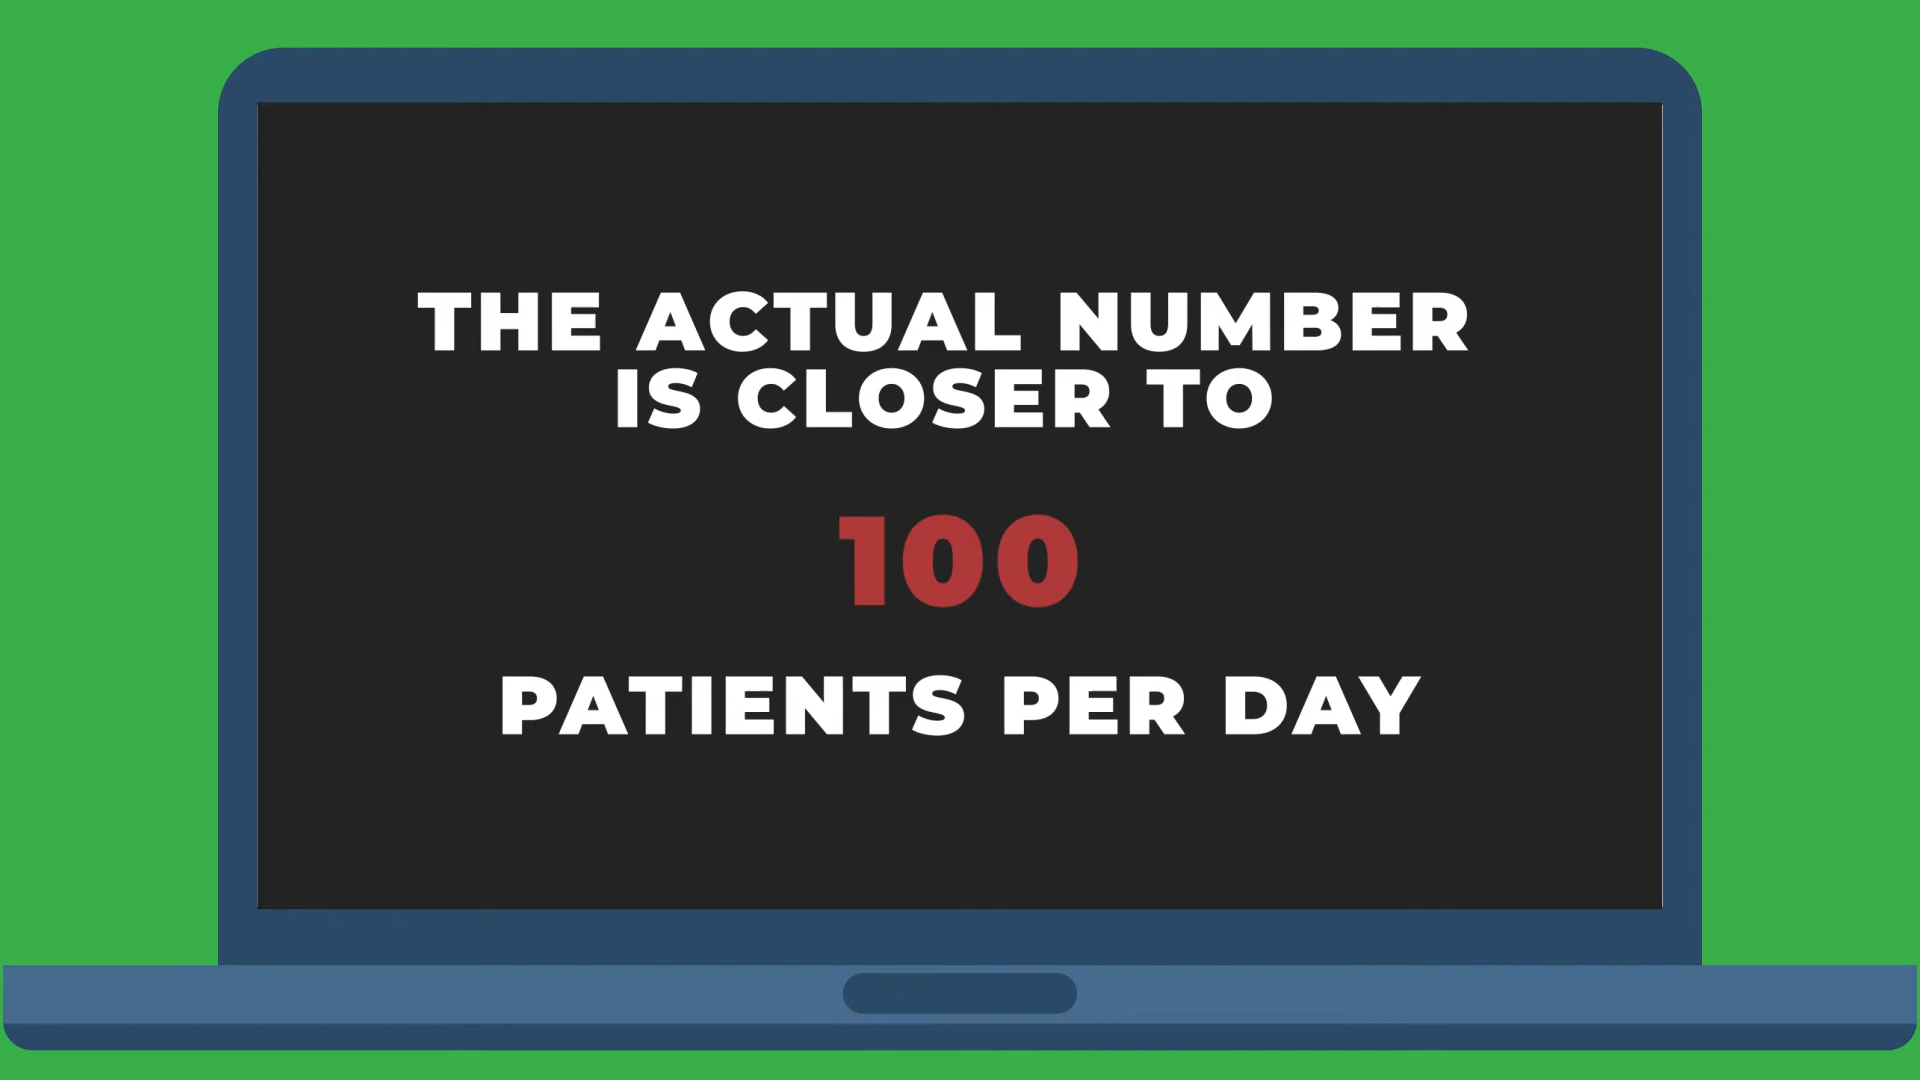 THE ACTUAL NUMBER
IS CLOSER TO
100
PATIENTS PER DAY